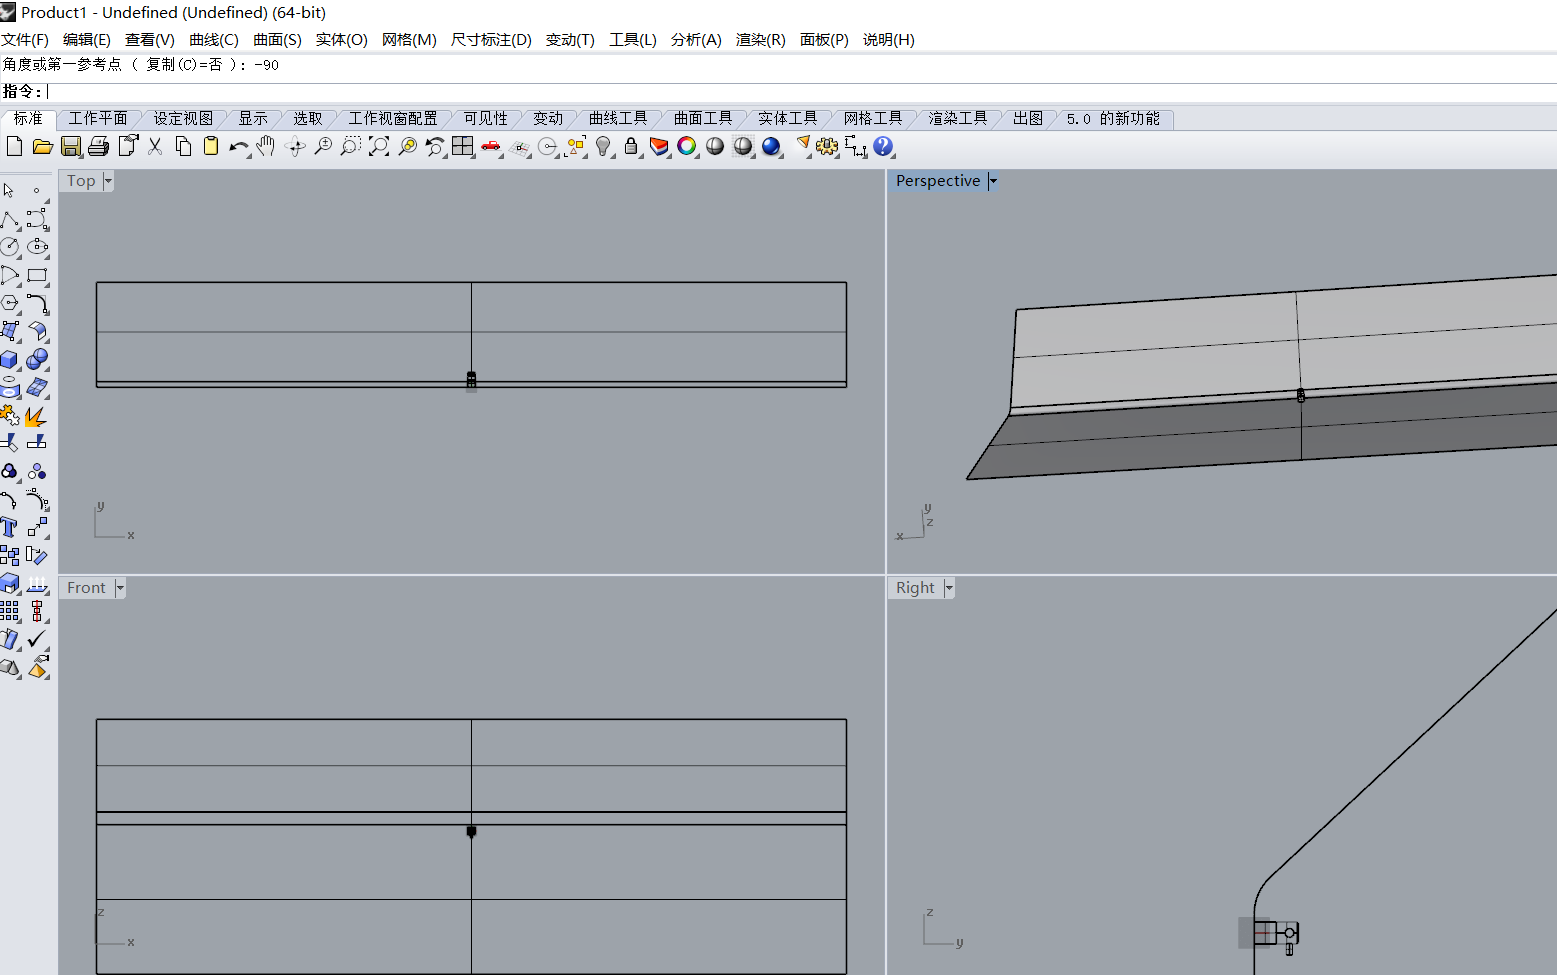 Product1 - Undefined (Undefined) (64-bit)
文件(F) 编辑(E) 查看(V) 曲线(C) 曲面(S) 实体(O) 网格(M) 尺寸标注(D) 变动(T) 工具(L) 分析(A) 渲染(R) 面板(P) 说明(H)
角度或第一参考点 ( 复制(C)=否 ): -90
指令:
标准 工作平面 设定视图 显示 选取 工作视窗配置 可见性 变动 曲线工具 曲面工具 实体工具 网格工具 渲染工具 出图 5.0 的新功能
Top
Perspective
y
x
y
z
x
Front
Right
z
x
z
y